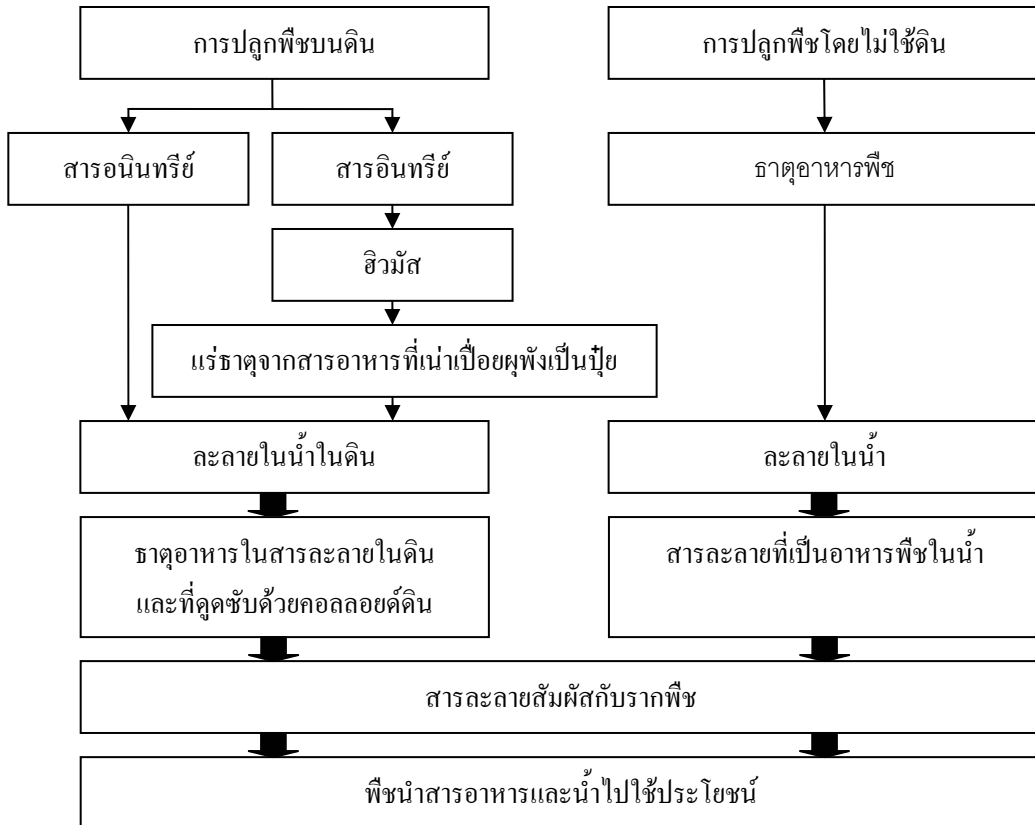 การปลูกพืชบนดิน
การปลูกพืชโดยไม่ใช้ดิน
สารอนินทรีย์
สารอินทรีย์
ธาตุอาหารพืช
ฮิวมัส
แร่ธาตุจากสารอาหารที่เน่าเปื่อยผุพังเป็นปุ๋ย
ละลายในน้ำในดิน
ละลายในน้ำ
ธาตุอาหารในสารละลายในดิน
และที่ดูดซับด้วยคอลลอยด์ดิน
สารละลายที่เป็นอาหารพืชในน้ำ
สารละลายสัมผัสกับรากพืช
พืชนำสารอาหารและน้ำไปใช้ประโยชน์